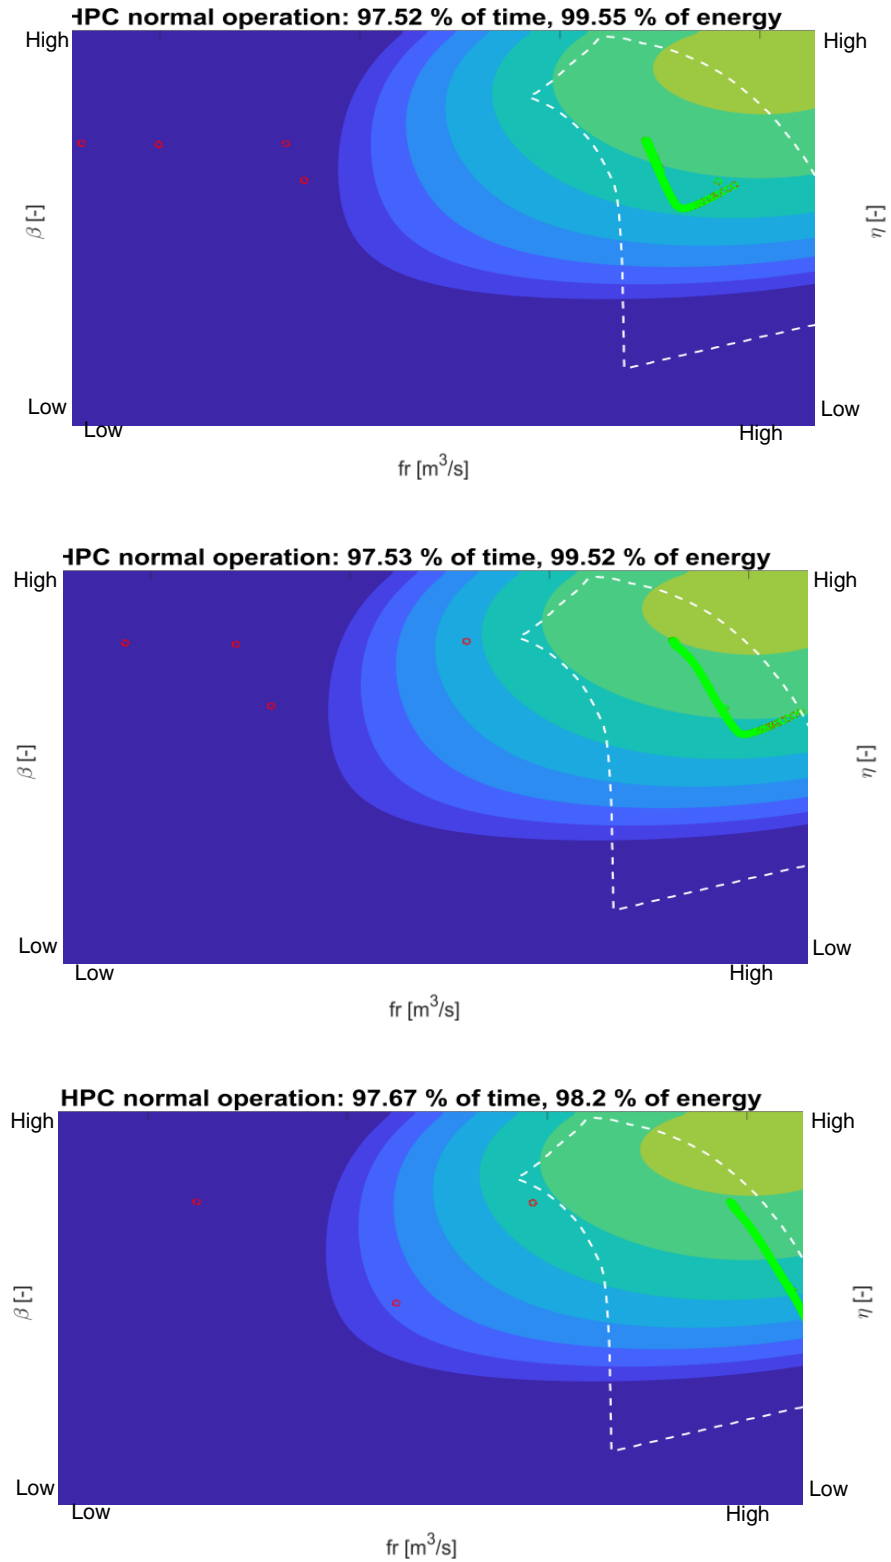 HPC normal operation: 97.52 % of time, 99.55 % of energy
High
High
β [-]
η [-]
Low
Low
Low
High
fr [m³/s]
HPC normal operation: 97.53 % of time, 99.52 % of energy
High
High
β [-]
η [-]
Low
Low
Low
High
fr [m³/s]
HPC normal operation: 97.67 % of time, 98.2 % of energy
High
High
β [-]
η [-]
Low
Low
Low
High
fr [m³/s]